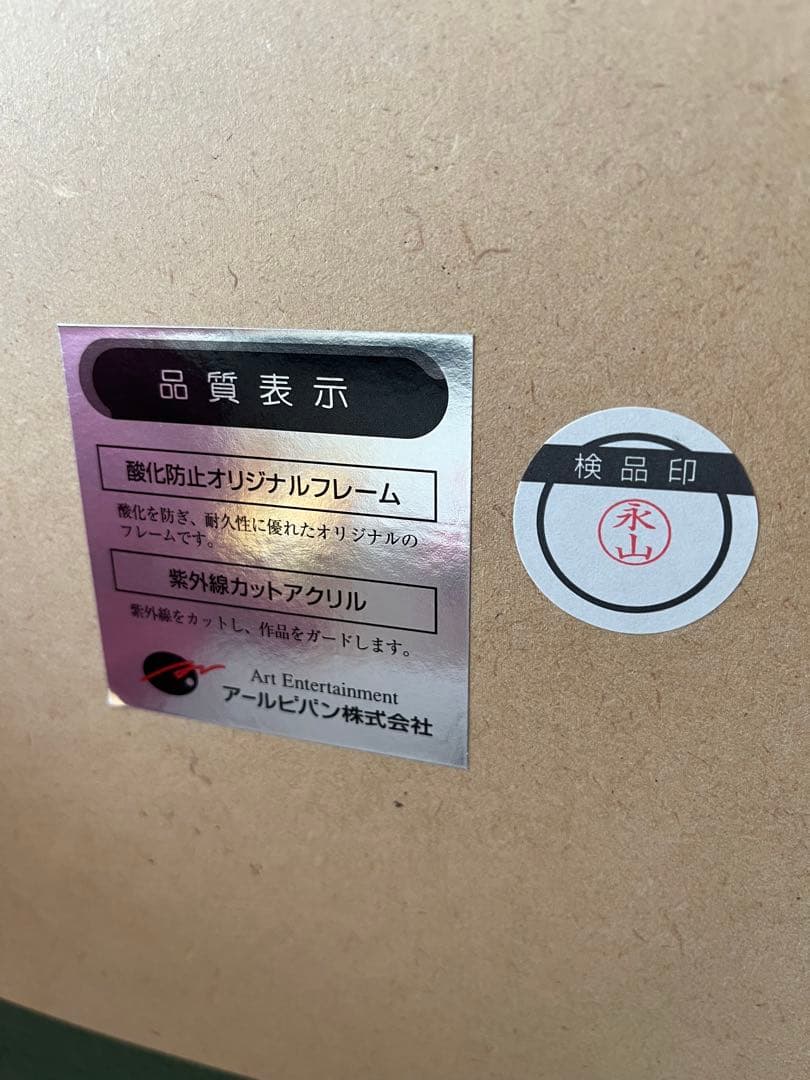 品質表示
酸化防止オリジナルフレーム
酸化を防ぎ、耐久性に優れたオリジナルの
フレームです。
紫外線カットアクリル
紫外線をカットし、作品をガードします。
Art Entertainment
アールビバン株式会社
検品印
永山